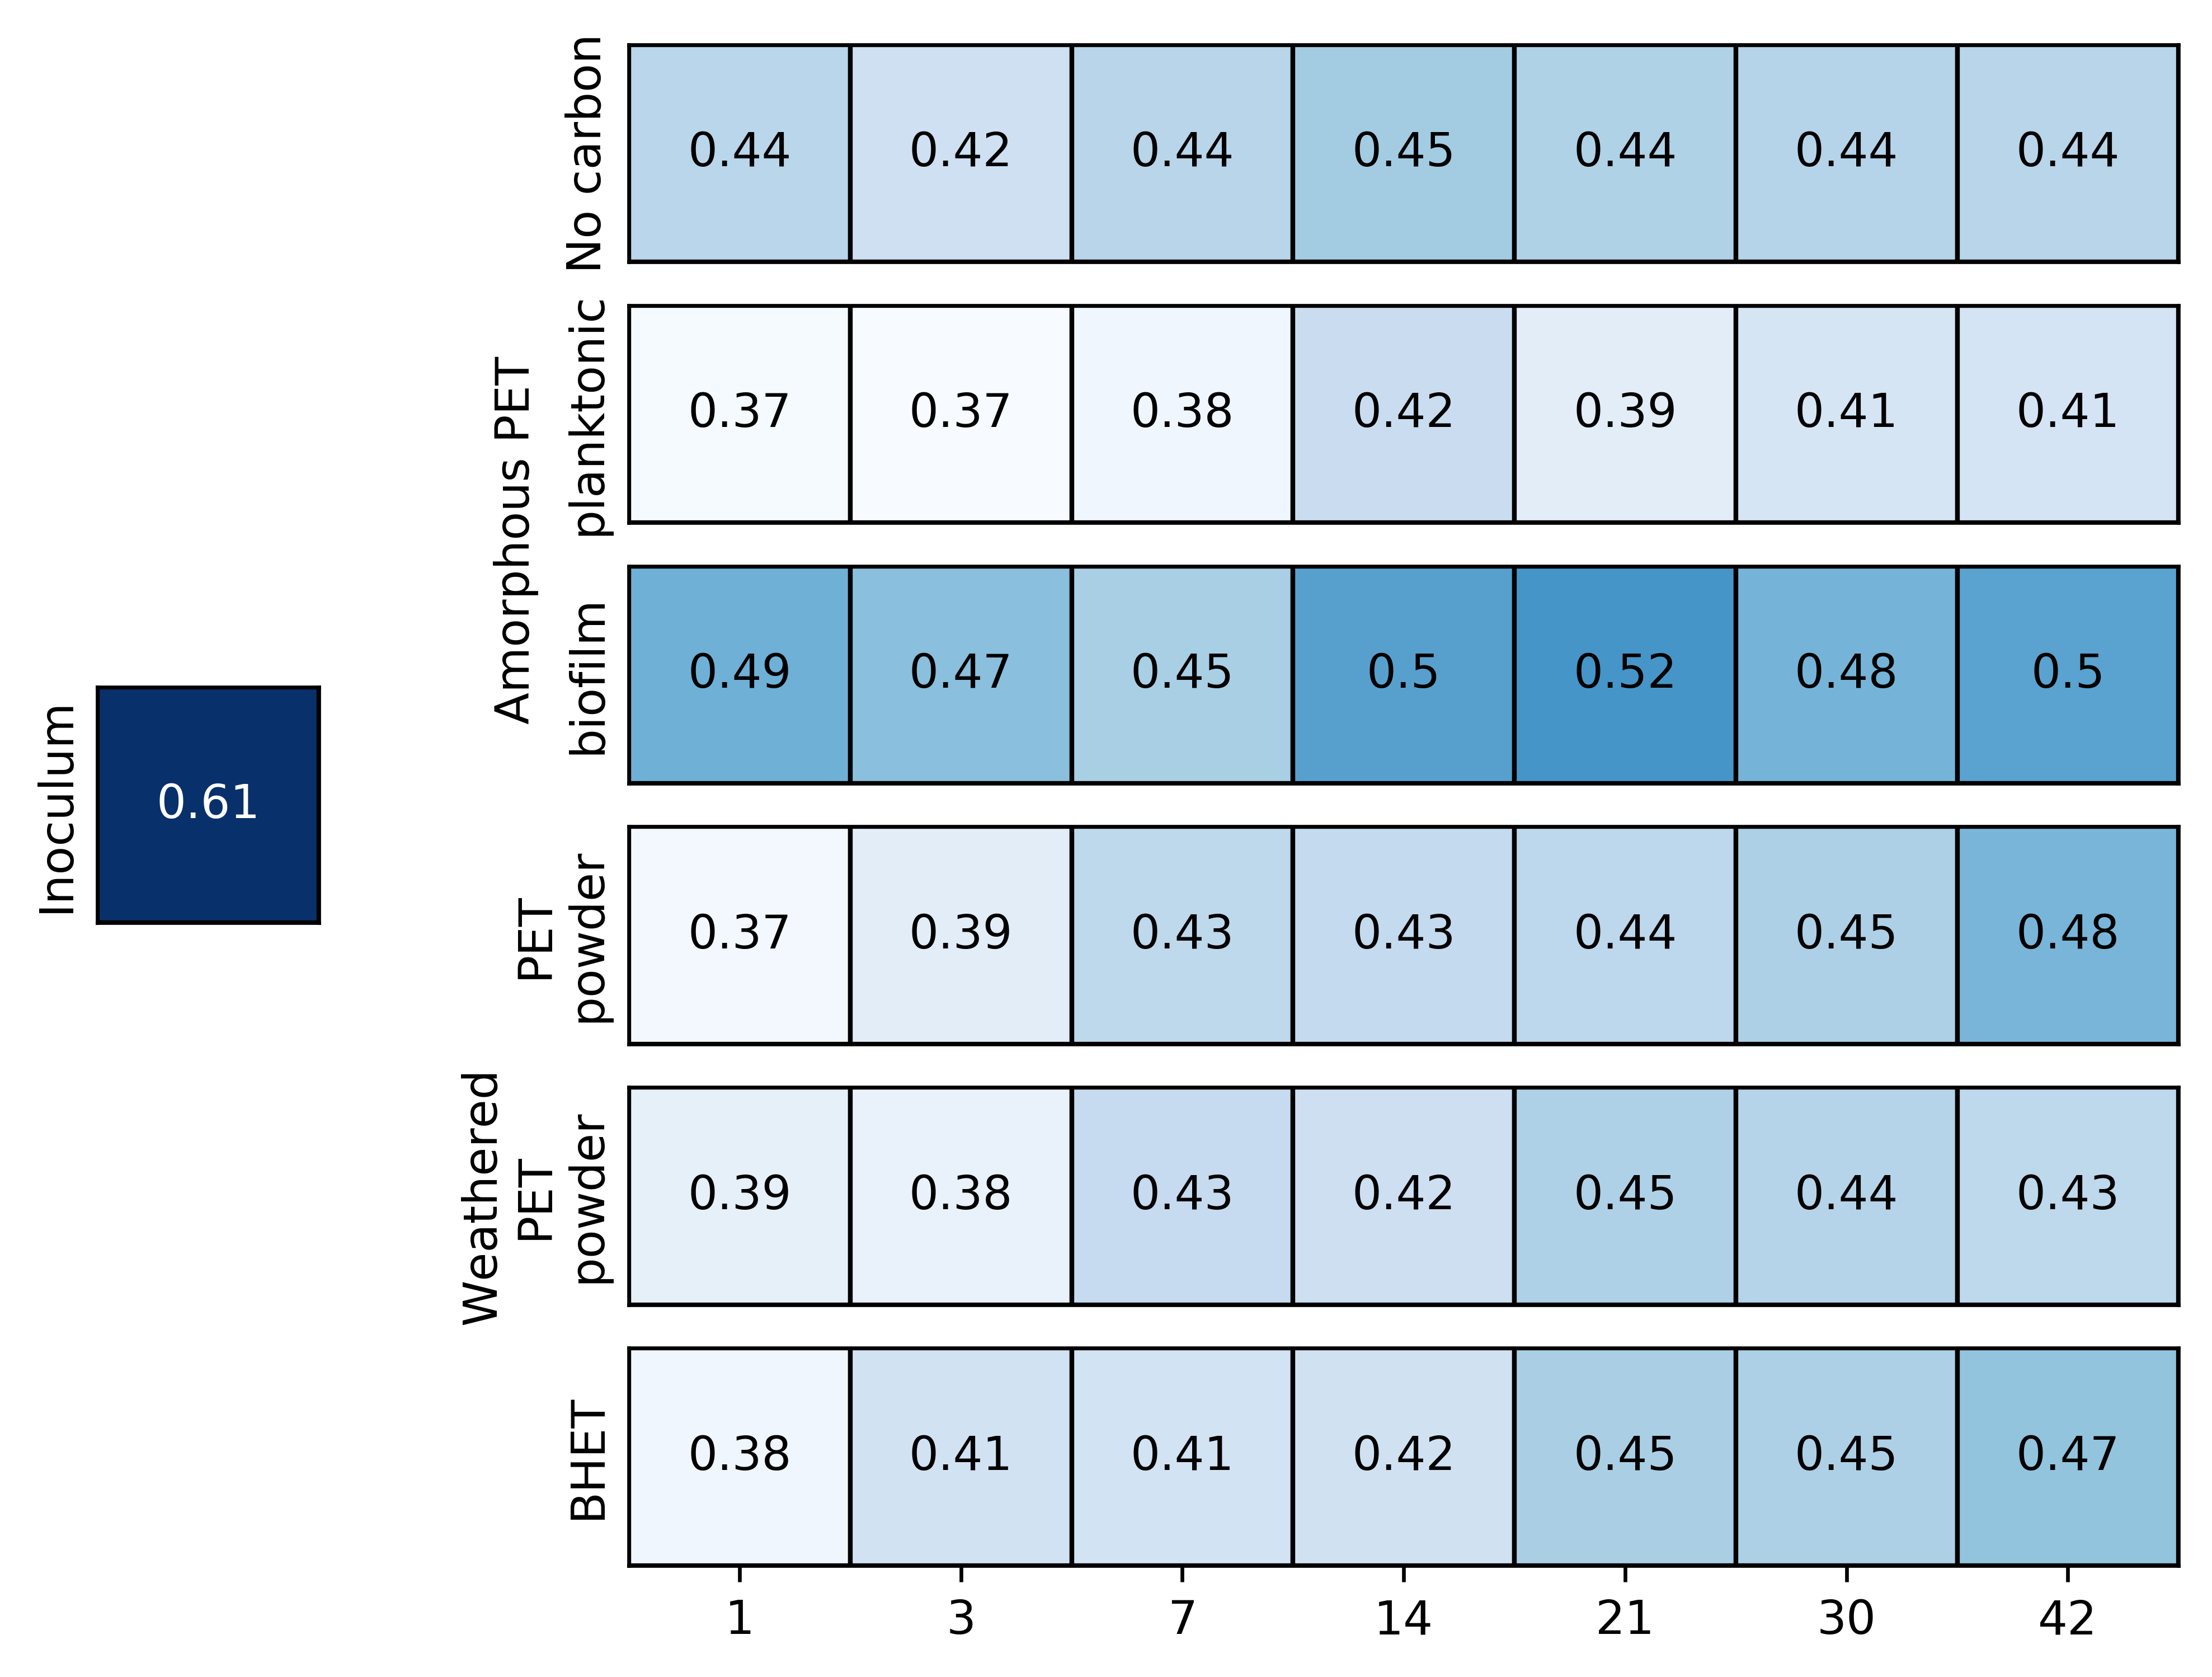 Inoculum
0.61
No carbon
0.44 0.42 0.44 0.45 0.44 0.44 0.44
Amorphous PET
planktonic
0.37 0.37 0.38 0.42 0.39 0.41 0.41
biofilm
0.49 0.47 0.45 0.5 0.52 0.48 0.5
PET
powder
0.37 0.39 0.43 0.43 0.44 0.45 0.48
Weathered
PET
powder
0.39 0.38 0.43 0.42 0.45 0.44 0.43
BHET
0.38 0.41 0.41 0.42 0.45 0.45 0.47
1 3 7 14 21 30 42